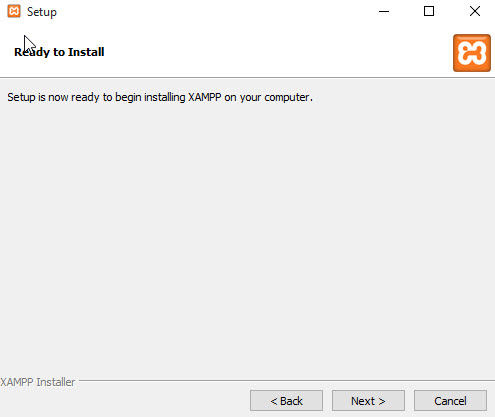 Setup
Ready to Install
Setup is now ready to begin installing XAMPP on your computer.
XAMPP Installer
< Back
Next >
Cancel